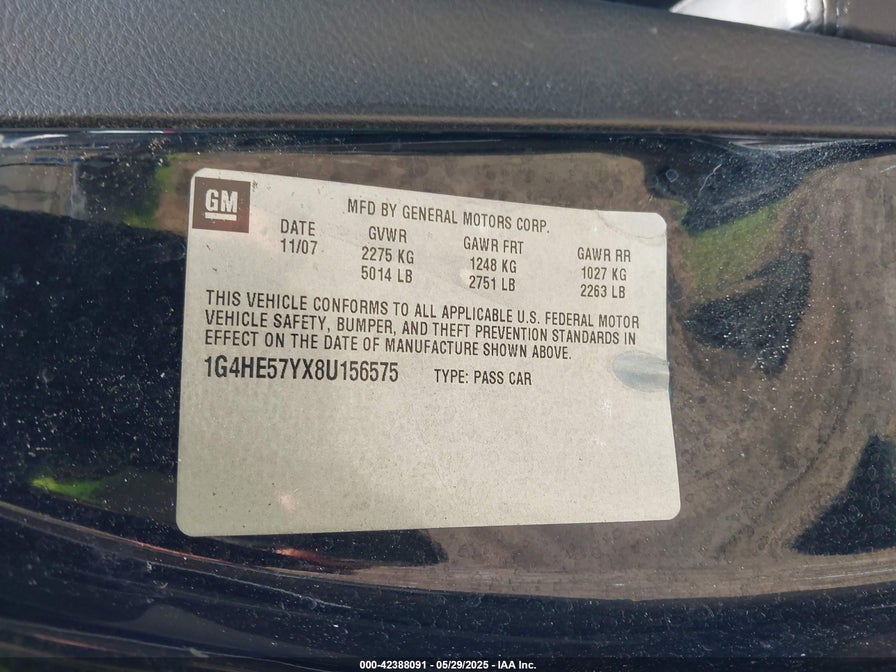 GM
MFD BY GENERAL MOTORS CORP.
DATE GVWR GAWR FRT GAWR RR
11/07 2275 KG 1248 KG 1027 KG
5014 LB 2751 LB 2263 LB
THIS VEHICLE CONFORMS TO ALL APPLICABLE U.S. FEDERAL MOTOR
VEHICLE SAFETY, BUMPER, AND THEFT PREVENTION STANDARDS IN
EFFECT ON THE DATE OF MANUFACTURE SHOWN ABOVE.
1G4HE57YX8U156575 TYPE: PASS CAR
000-42388091 - 05/29/2025 - IAA Inc.